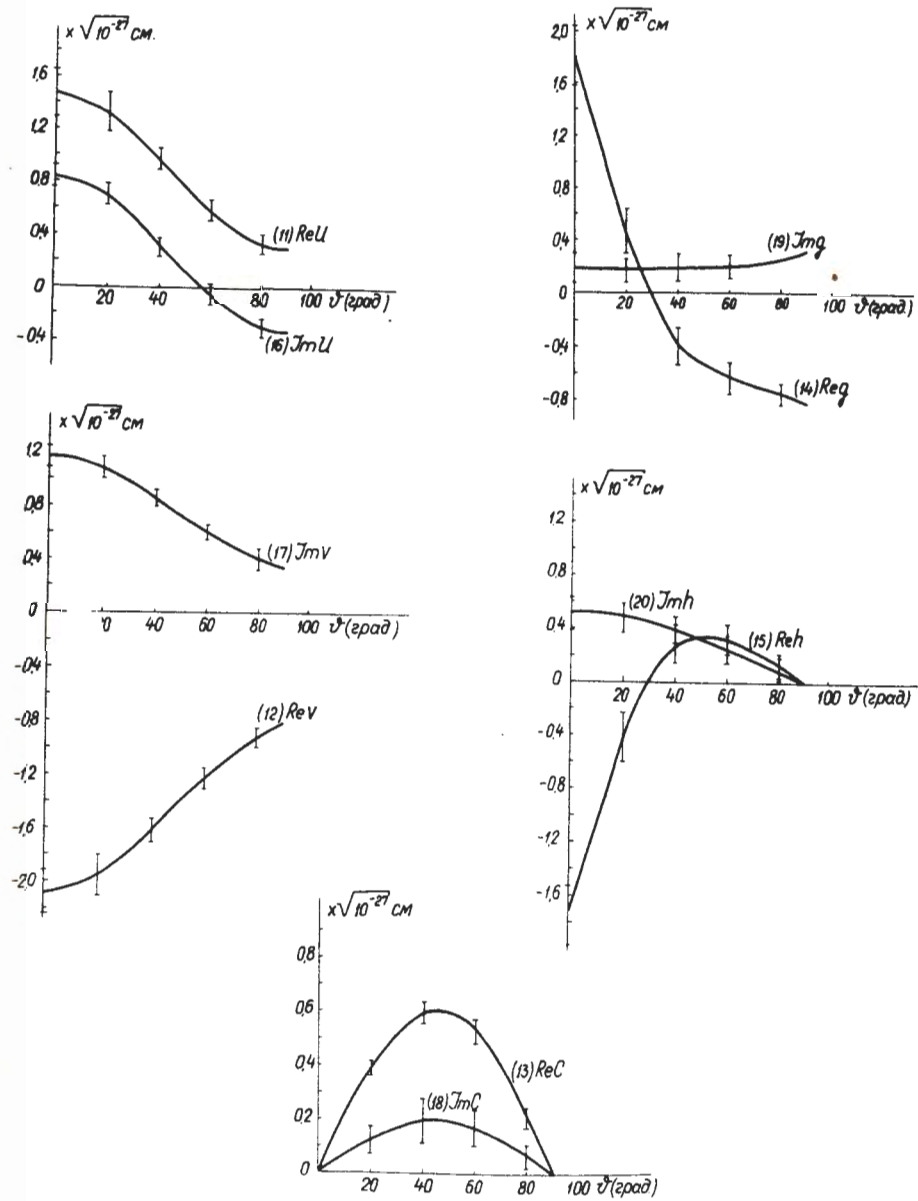 x√10⁻²⁷ см.
1,6
1,2
0,8
0,4
0
-0,4
20 40 60 80 100 ϑ(град)
(11) ReU
(16) JmU
x√10⁻²⁷ см
2,0
1,6
1,2
0,8
0,4
0
-0,4
-0,8
20 40 60 80 100 ϑ(град)
(19) Jmg
(14) Reg
x√10⁻²⁷ см
1,2
0,8
0,4
0
-0,4
-0,8
-1,2
-1,6
-2,0
0 40 60 80 100 ϑ(град)
(17) Jmv
(12) Rev
x√10⁻²⁷ см
1,2
0,8
0,4
0
-0,4
-0,8
-1,2
-1,6
20 40 60 80 100 ϑ(град)
(20) Jmh
(15) Reh
x√10⁻²⁷ см
0,8
0,6
0,4
0,2
0
20 40 60 80 100 ϑ(град)
(13) ReC
(18) JmC